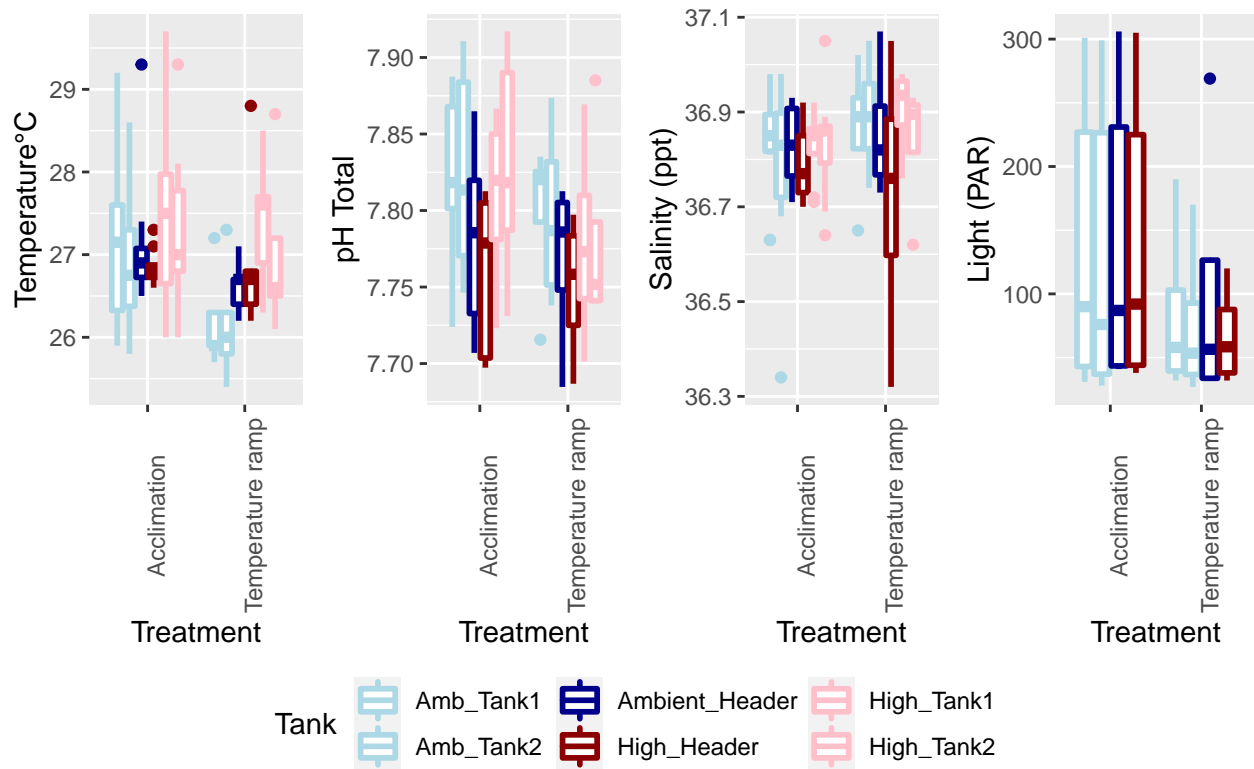 Temperature°C
29
28
27
26
Acclimation
Temperature ramp
Treatment
pH Total
7.90
7.85
7.80
7.75
7.70
Acclimation
Temperature ramp
Treatment
Salinity (ppt)
37.1
36.9
36.7
36.5
36.3
Acclimation
Temperature ramp
Treatment
Light (PAR)
300
200
100
Acclimation
Temperature ramp
Treatment
Tank
Amb_Tank1
Amb_Tank2
Ambient_Header
High_Header
High_Tank1
High_Tank2